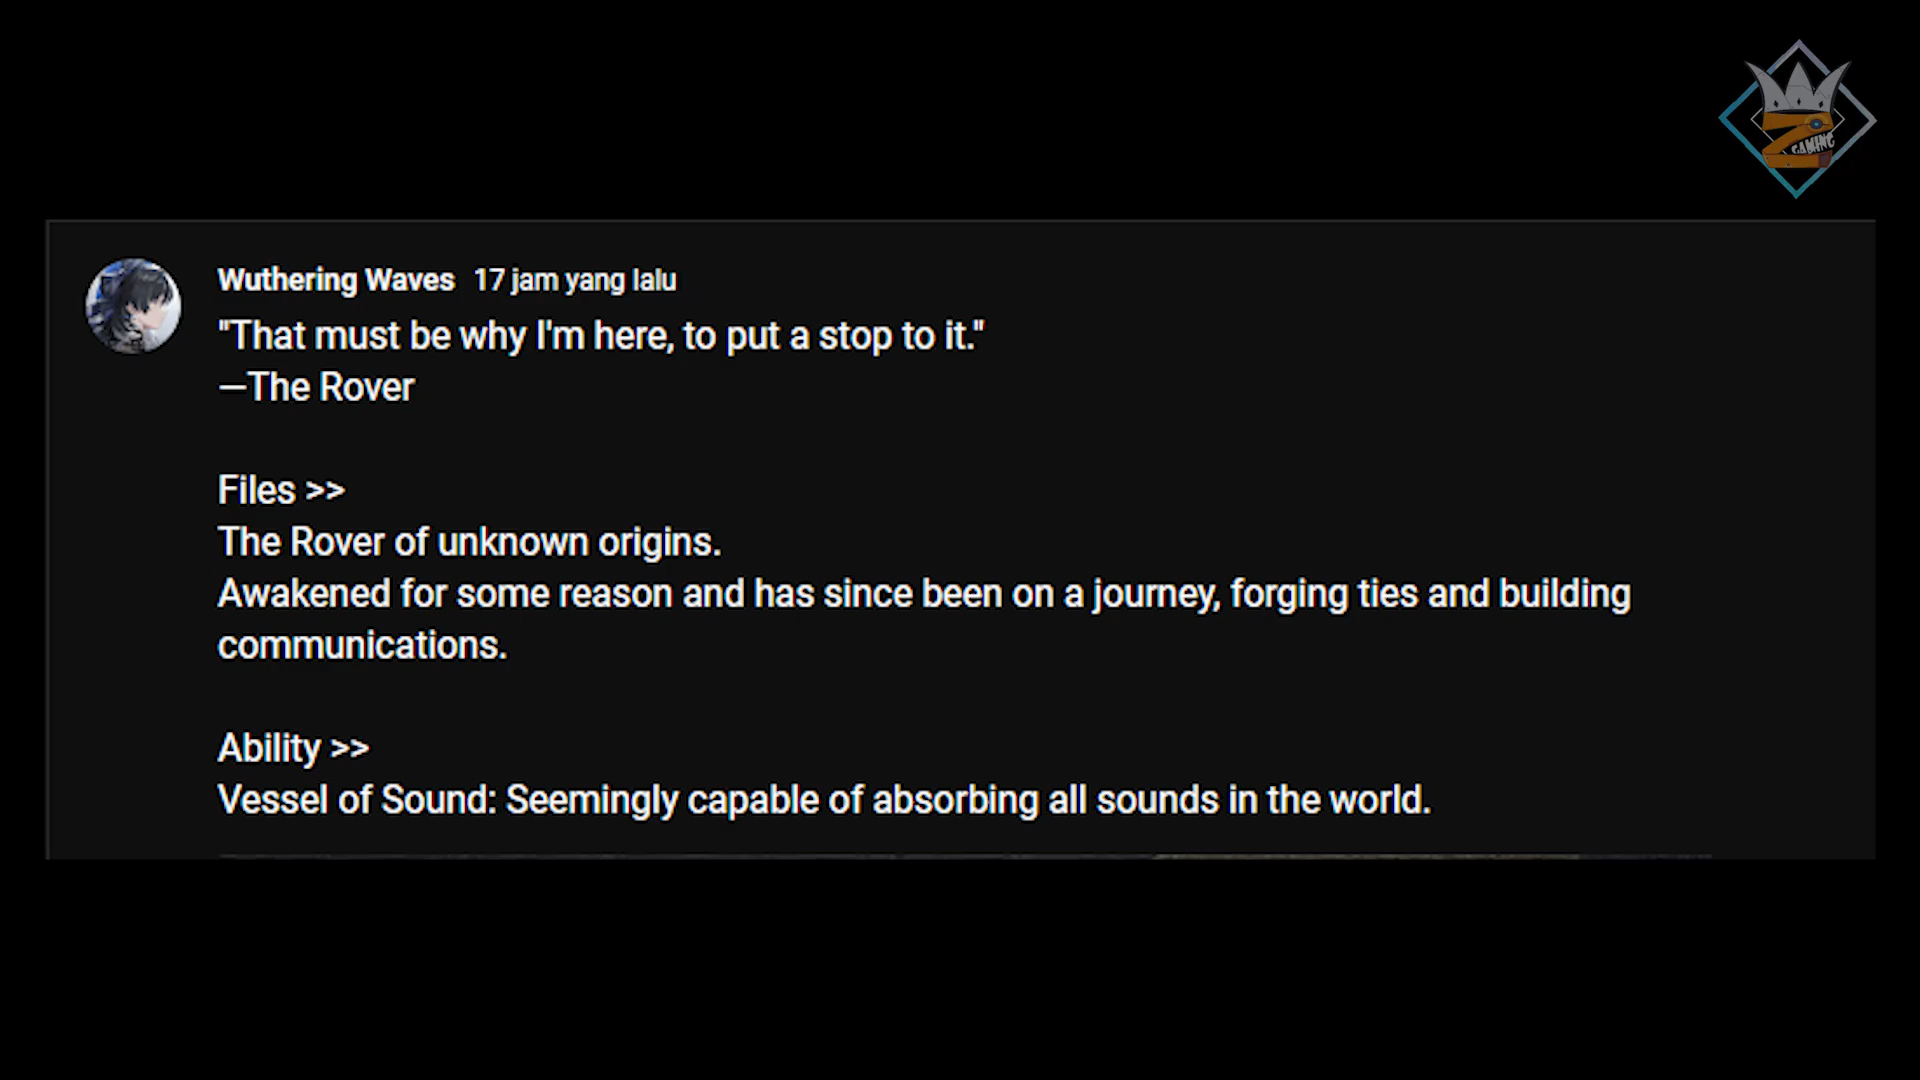 GAMING
Wuthering Waves 17 jam yang lalu
"That must be why I'm here, to put a stop to it."
—The Rover
Files >>
The Rover of unknown origins.
Awakened for some reason and has since been on a journey, forging ties and building
communications.
Ability >>
Vessel of Sound: Seemingly capable of absorbing all sounds in the world.